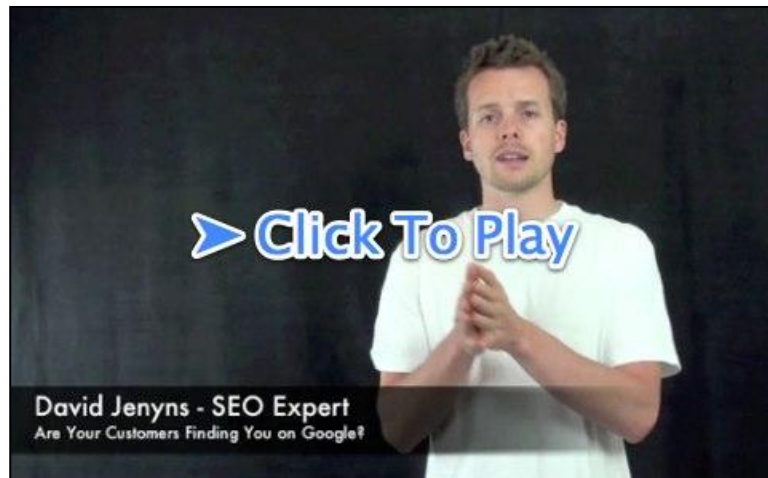 Click To Play
David Jenyns - SEO Expert
Are Your Customers Finding You on Google?